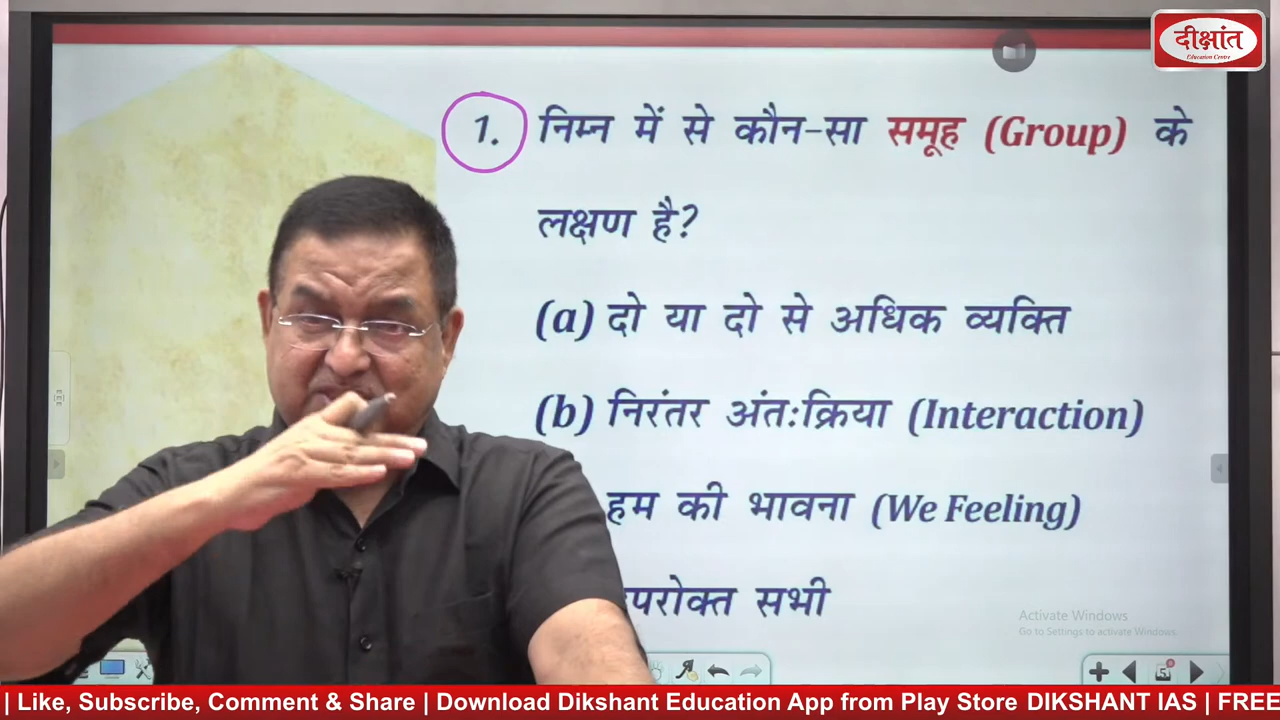 दीक्षांत
Education Centre
1. निम्न में से कौन-सा समूह (Group) के
लक्षण है?
(a) दो या दो से अधिक व्यक्ति
(b) निरंतर अंतःक्रिया (Interaction)
हम की भावना (We Feeling)
सभी
Activate Windows
Go to Settings to activate Windows.
| Like, Subscribe, Comment & Share | Download Dikshant Education App from Play Store DIKSHANT IAS | FREE